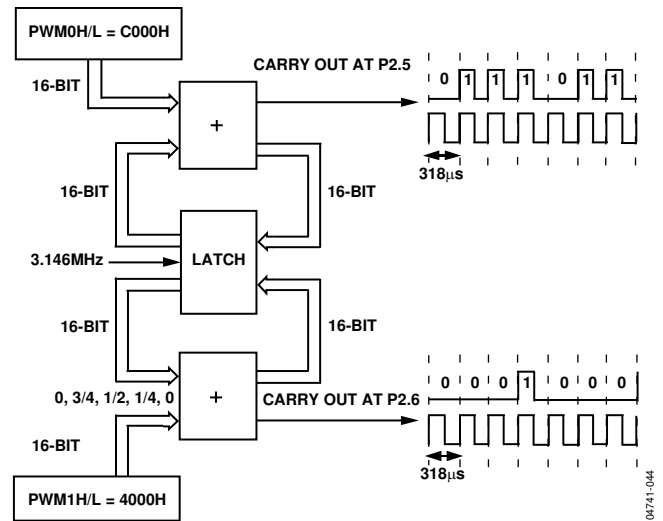 PWM0H/L = C000H
16-BIT
CARRY OUT AT P2.5
0 1 1 1 0 1 1
+
318μs
16-BIT
16-BIT
3.146MHz
LATCH
16-BIT
16-BIT
0, 3/4, 1/2, 1/4, 0
+
CARRY OUT AT P2.6
0 0 0 1 0 0 0
16-BIT
318μs
PWM1H/L = 4000H
04741-044